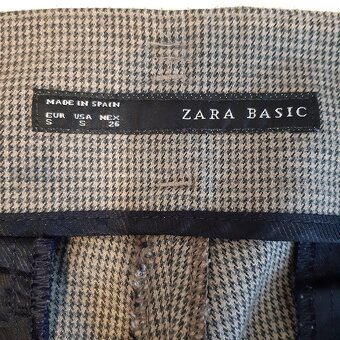 MADE IN SPAIN
EUR USA MEX
S S 26
ZARA BASIC